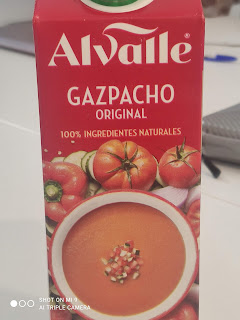 Alvalle®
GAZPACHO
ORIGINAL
100% INGREDIENTES NATURALES
SHOT ON MI 9
AI TRIPLE CAMERA